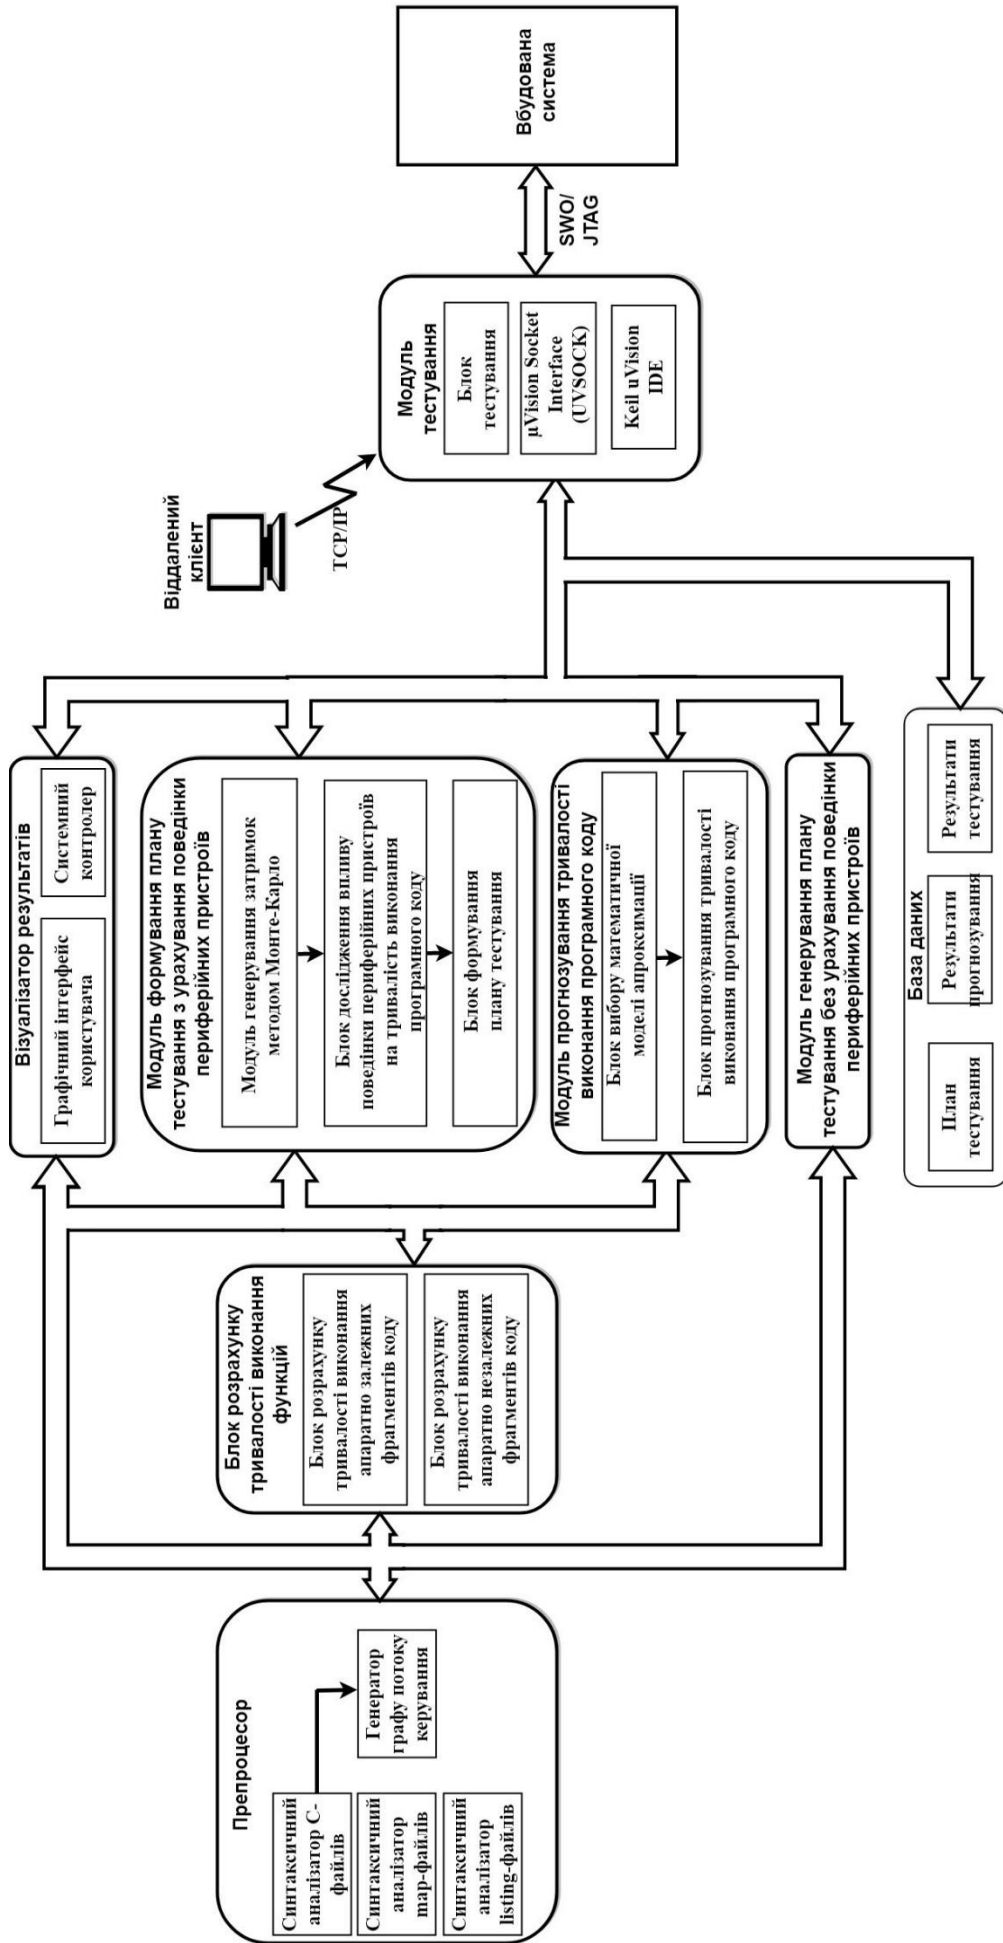 Препроцесор
Синтаксичний
аналізатор С-
файлів
Синтаксичний
аналізатор
map-файлів
Синтаксичний
аналізатор
listing-файлів
Генератор
графу потоку
керування
Блок розрахунку
тривалості виконання
функцій
Блок розрахунку
тривалості виконання
апаратно залежних
фрагментів коду
Блок розрахунку
тривалості виконання
апаратно незалежних
фрагментів коду
Візуалізатор результатів
Графічний інтерфейс
користувача
Системний
контролер
Модуль формування плану
тестування з урахування поведінки
периферійних пристроїв
Модуль генерування затримок
методом Монте-Карло
Блок дослідження впливу
поведінки периферійних пристроїв
на тривалість виконання
програмного коду
Блок формування
плану тестування
Модуль прогнозування тривалості
виконання програмного коду
Блок вибору математичної
моделі апроксимації
Блок прогнозування тривалості
виконання програмного коду
Модуль генерування плану
тестування без урахування поведінки
периферійних пристроїв
База даних
План
тестування
Результати
прогнозування
Результати
тестування
Віддалений
клієнт
TCP/IP
Модуль
тестування
Блок
тестування
µVision Socket
Interface
(UVSOCK)
Keil uVision
IDE
SWO/
JTAG
Вбудована
система